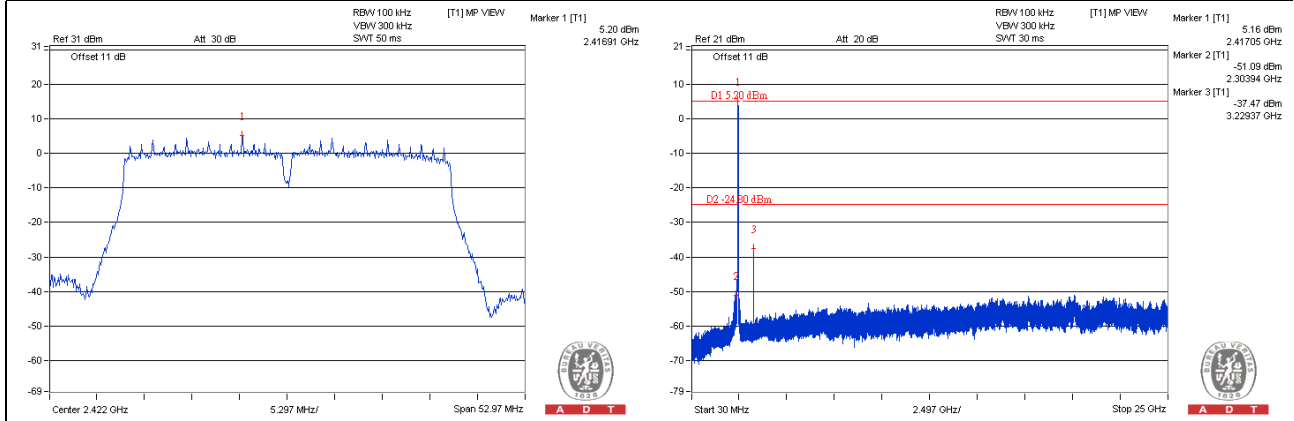 RBW 100 kHz [T1] MP VIEW
VBW 300 kHz
Ref 31 dBm Att 30 dB SWT 50 ms
Marker 1 [T1]
5.20 dBm
2.41691 GHz
Offset 11 dB
31
20
10
0
-10
-20
-30
-40
-50
-60
-69
1
Center 2.422 GHz 5.297 MHz/ Span 52.97 MHz
BUREAU VERITAS
1828
A D T
RBW 100 kHz [T1] MP VIEW
VBW 300 kHz
Ref 21 dBm Att 20 dB SWT 30 ms
Marker 1 [T1]
5.16 dBm
2.41705 GHz
Marker 2 [T1]
-51.09 dBm
2.30394 GHz
Marker 3 [T1]
-37.47 dBm
3.22937 GHz
Offset 11 dB
21
10
0
-10
-20
-30
-40
-50
-60
-70
-79
1
D1 5.20 dBm
D2 -24.80 dBm
3
2
Start 30 MHz 2.497 GHz/ Stop 25 GHz
BUREAU VERITAS
1828
A D T